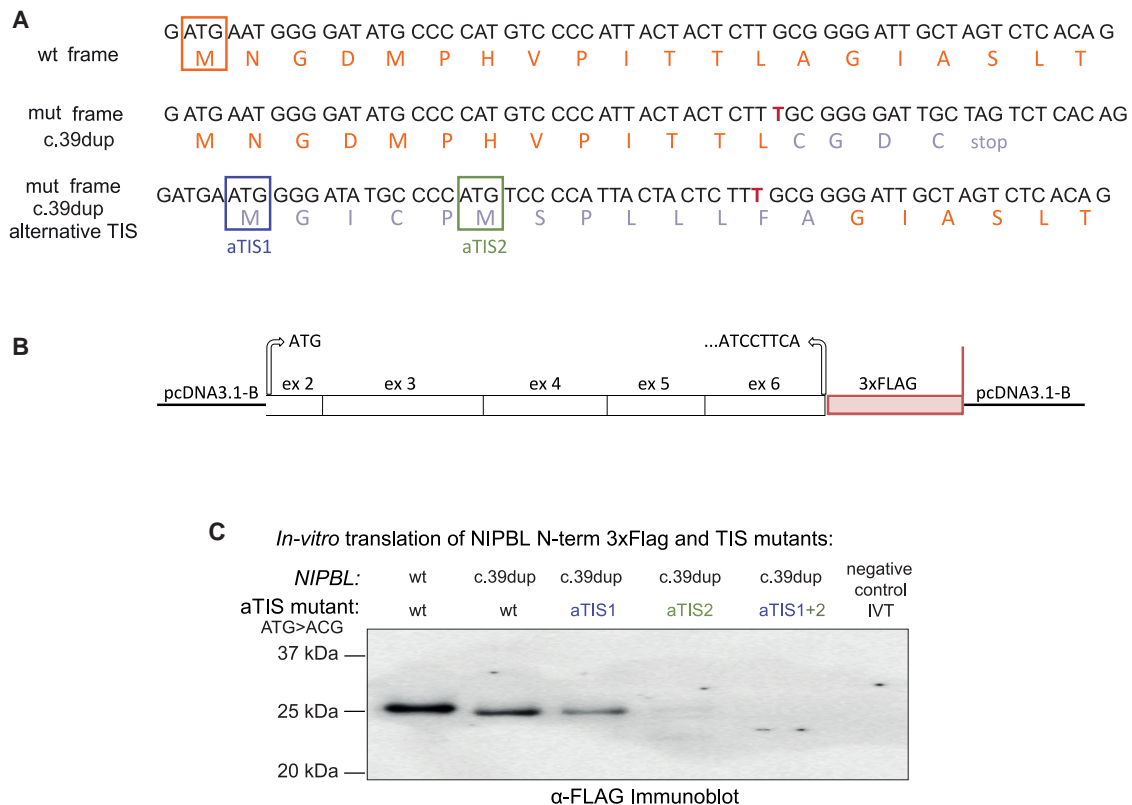 A
G ATG AAT GGG GAT ATG CCC CAT GTC CCC ATT ACT ACT CTT GCG GGG ATT GCT AGT CTC ACA G
wt frame
M N G D M P H V P I T T L A G I A S L T
mut frame
c.39dup
G ATG AAT GGG GAT ATG CCC CAT GTC CCC ATT ACT ACT CTT TGC GGG GAT TGC TAG TCT CAC AG
M N G D M P H V P I T T L C G D C stop
mut frame
c.39dup
alternative TIS
GATGA ATG GGG ATA TGC CCC ATG TCC CCA TTA CTA CTC TTT GCG GGG ATT GCT AGT CTC ACA G
M G I C P M S P L L L F A G I A S L T
aTIS1 aTIS2
B
ATG ...ATCCTTCA
pcDNA3.1-B ex 2 ex 3 ex 4 ex 5 ex 6 3xFLAG pcDNA3.1-B
C
In-vitro translation of NIPBL N-term 3xFlag and TIS mutants:
NIPBL: wt c.39dup c.39dup c.39dup c.39dup negative control IVT
aTIS mutant: wt wt aTIS1 aTIS2 aTIS1+2
ATG>ACG
37 kDa
25 kDa
20 kDa
α-FLAG Immunoblot